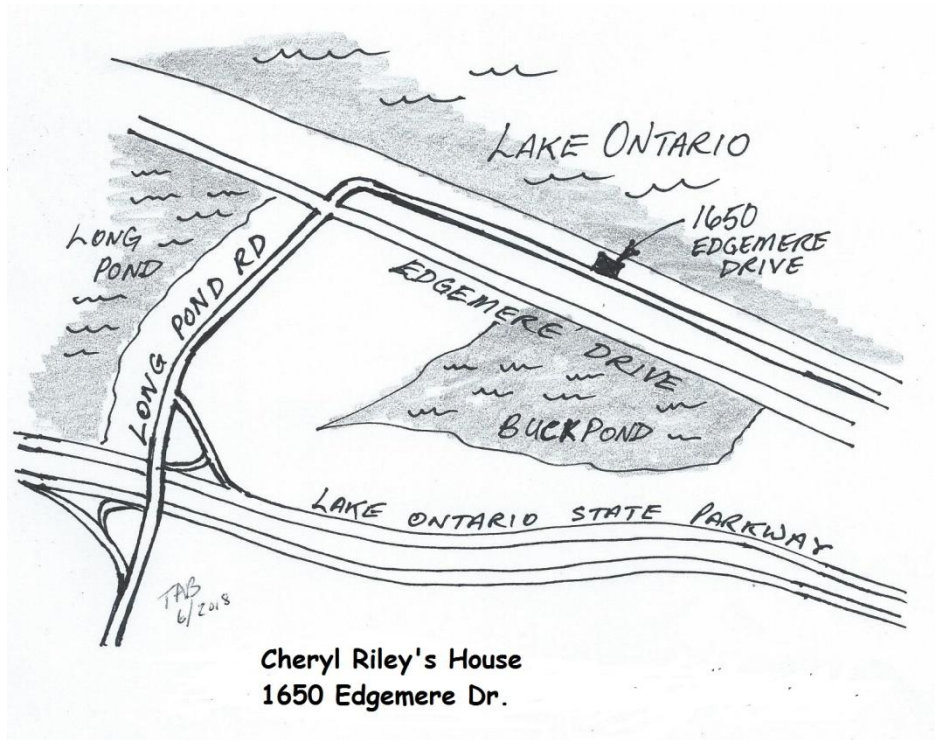 LAKE ONTARIO
1650
EDGEMERE
DRIVE
LONG
POND
LONG POND RD
EDGEMERE DRIVE
BUCK POND
LAKE ONTARIO STATE PARKWAY
TAB
6/2018
Cheryl Riley's House
1650 Edgemere Dr.